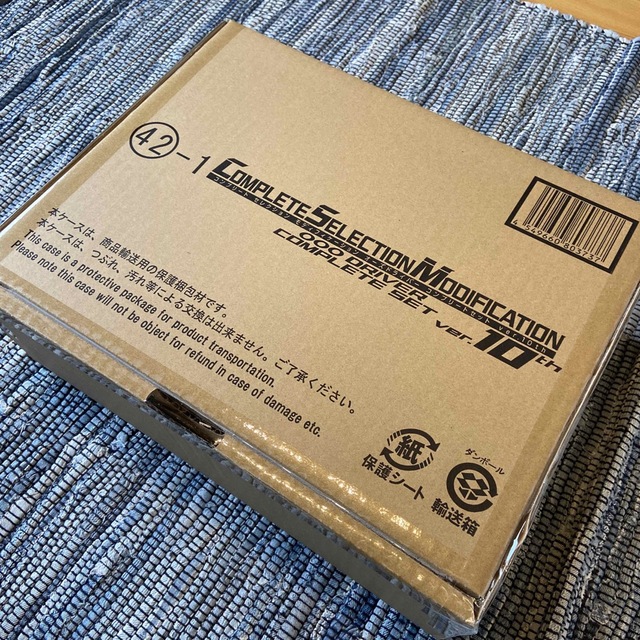 42-1
COMPLETE SELECTION MODIFICATION
OOO DRIVER
COMPLETE SET ver.10th
本ケースは、商品輸送用の保護梱包材です。
本ケースは、つぶれ、汚れ等による交換は出来ません。ご了承ください。
This case is a protective package for product transportation.
Please note this case will not be object for refund in case of damage etc.
紙
保護シート
ダンボール
輸送箱